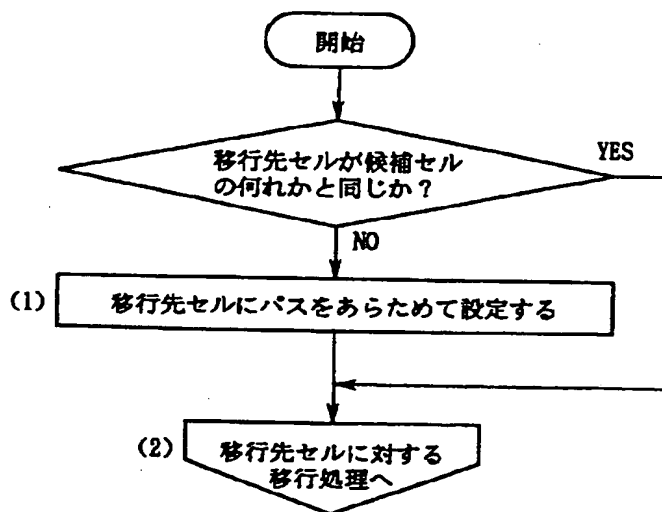 開始
移行先セルが候補セル
の何れかと同じか？
YES
NO
(1) 移行先セルにパスをあらためて設定する
(2) 移行先セルに対する
移行処理へ